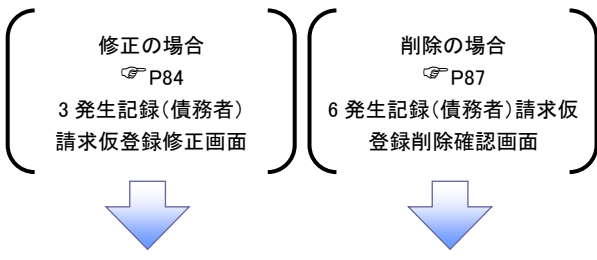 修正の場合
☞P84
3 発生記録(債務者)
請求仮登録修正画面
削除の場合
☞P87
6 発生記録(債務者)請求仮
登録削除確認画面